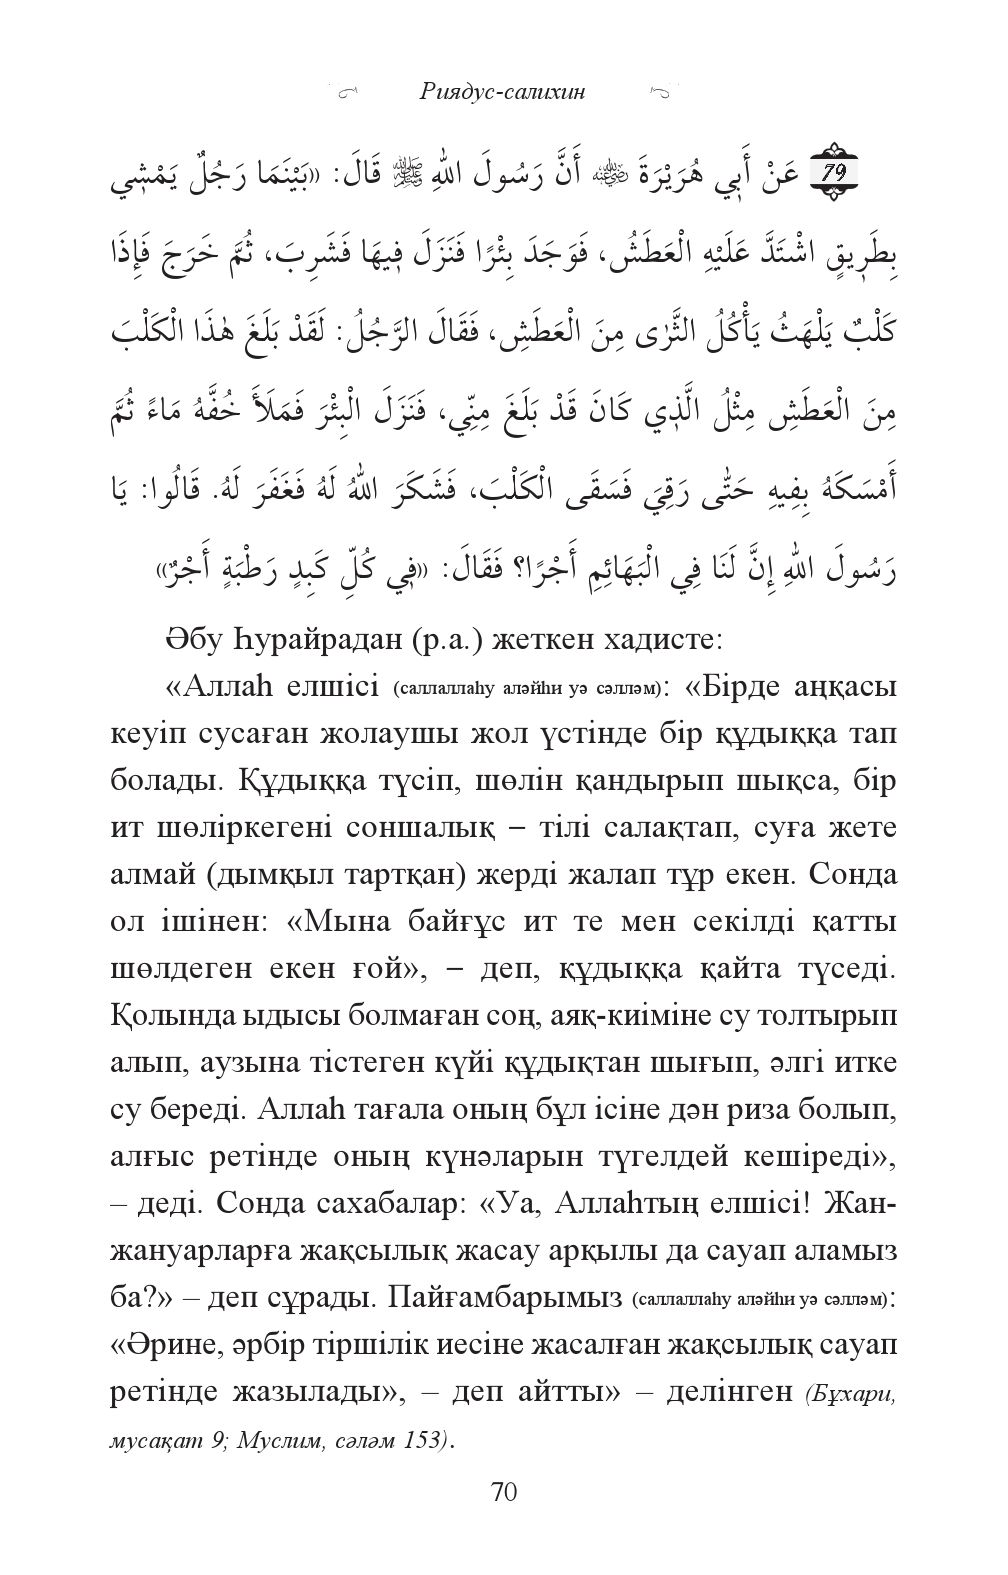 Риядус-салихин
79 عَنْ أَبِي هُرَيْرَةَ ؓ أَنَّ رَسُولَ اللهِ ﷺ قَالَ: «بَيْنَمَا رَجُلٌ يَمْشِي
بِطَرِيقٍ اشْتَدَّ عَلَيْهِ الْعَطَشُ، فَوَجَدَ بِئْرًا فَنَزَلَ فِيهَا فَشَرِبَ، ثُمَّ خَرَجَ فَإِذَا
كَلْبٌ يَلْهَثُ يَأْكُلُ الثَّرٰى مِنَ الْعَطَشِ، فَقَالَ الرَّجُلُ: لَقَدْ بَلَغَ هٰذَا الْكَلْبَ
مِنَ الْعَطَشِ مِثْلُ الَّذِي كَانَ قَدْ بَلَغَ مِنِّي، فَنَزَلَ الْبِئْرَ فَمَلَأَ خُفَّهُ مَاءً ثُمَّ
أَمْسَكَهُ بِفِيهِ حَتّٰى رَقِيَ فَسَقَى الْكَلْبَ، فَشَكَرَ اللهُ لَهُ فَغَفَرَ لَهُ. قَالُوا: يَا
رَسُولَ اللهِ إِنَّ لَنَا فِي الْبَهَائِمِ أَجْرًا؟ فَقَالَ: «فِي كُلِّ كَبِدٍ رَطْبَةٍ أَجْرٌ»
Әбу Һурайрадан (р.а.) жеткен хадисте:
«Аллаһ елшісі (саллаллаһу аләйһи уә сәлләм): «Бірде аңқасы
кеуіп сусаған жолаушы жол үстінде бір құдыққа тап
болады. Құдыққа түсіп, шөлін қандырып шықса, бір
ит шөліркегені соншалық – тілі салақтап, суға жете
алмай (дымқыл тартқан) жерді жалап тұр екен. Сонда
ол ішінен: «Мына байғұс ит те мен секілді қатты
шөлдеген екен ғой», – деп, құдыққа қайта түседі.
Қолында ыдысы болмаған соң, аяқ-киіміне су толтырып
алып, аузына тістеген күйі құдықтан шығып, әлгі итке
су береді. Аллаһ тағала оның бұл ісіне дән риза болып,
алғыс ретінде оның күнәларын түгелдей кешіреді»,
– деді. Сонда сахабалар: «Уа, Аллаһтың елшісі! Жан-
жануарларға жақсылық жасау арқылы да сауап аламыз
ба?» – деп сұрады. Пайғамбарымыз (саллаллаһу аләйһи уә сәлләм):
«Әрине, әрбір тіршілік иесіне жасалған жақсылық сауап
ретінде жазылады», – деп айтты» – делінген (Бұхари,
мусақат 9; Муслим, сәләм 153).
70